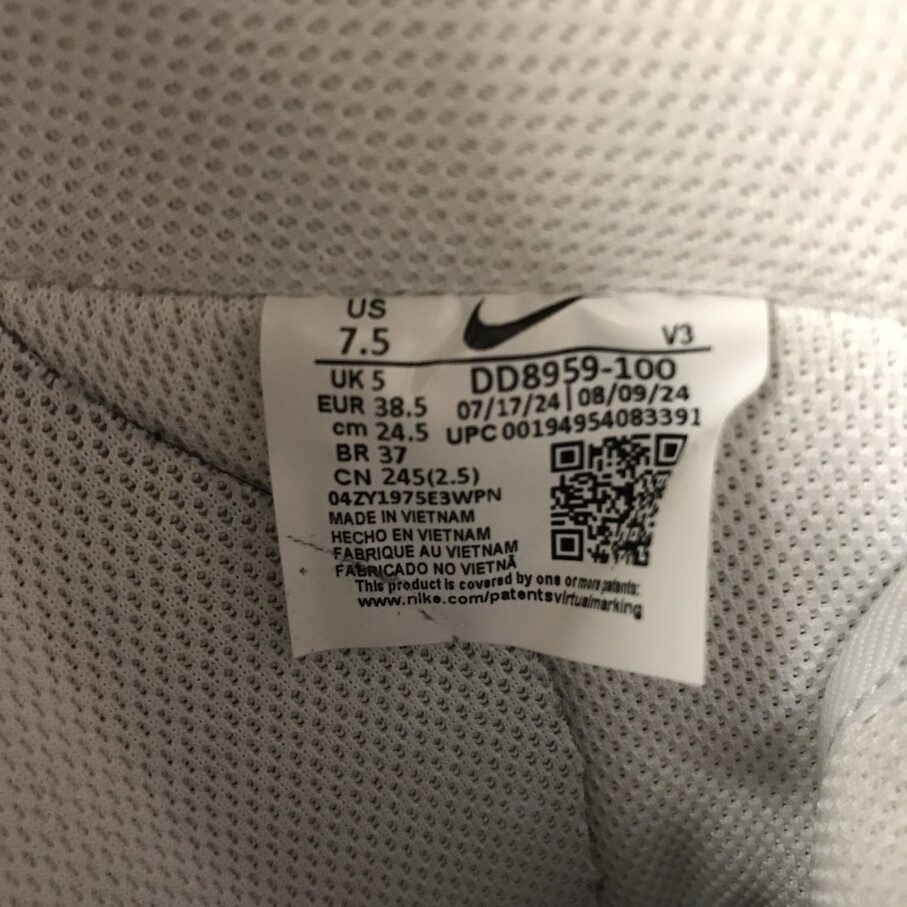 US
7.5
V3
UK 5
DD8959-100
EUR 38.5
07/17/24 | 08/09/24
cm 24.5
UPC 00194954083391
BR 37
CN 245(2.5)
04ZY1975E3WPN
MADE IN VIETNAM
HECHO EN VIETNAM
FABRIQUE AU VIETNAM
FABRICADO NO VIETNÃ
This product is covered by one or more patents:
www.nike.com/patentsvirtualmarking